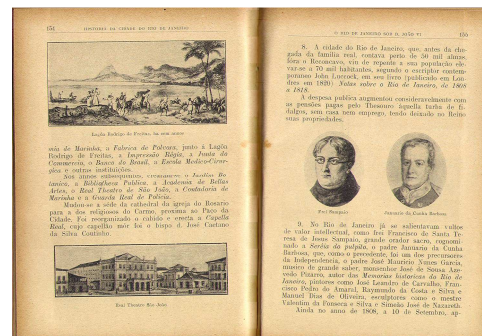 154
HISTORIA DA CIDADE DO RIO DE JANEIRO
Lagôa Rodrigo de Freitas, ha cem annos
mia de Marinha, a Fabrica de Polvora, junto á Lagôa
Rodrigo de Freitas, a Impressão Régia, a Junta do
Commercio, o Banco do Brasil, a Escola Medico-Cirur-
gica e outras instituições.
Nos annos subsequentes, crearam-se o Jardim Bo-
tanico, a Bibliotheca Publica, a Academia de Bellas
Artes, o Real Theatro de São João, a Contadoria de
Marinha e a Guarda Real de Policia.
Mudou-se a séde da cathedral da igreja do Rosario
para a dos religiosos do Carmo, proxima ao Paço da
Cidade. Foi reorganizado o cabido e erecta a Capella
Real, cujo capellão mór foi o bispo d. José Caetano
da Silva Coutinho.
Real Theatro São João
O RIO DE JANEIRO SOB D. JOÃO VI
155
8. A cidade do Rio de Janeiro, que, antes da che-
gada da familia real, contava perto de 50 mil almas,
fóra o Reconcavo, viu de reponte a sua população ele-
var-se a 70 mil habitantes, segundo o escriptor contem-
poraneo John Luccock, em seu livro (publicado em Lon-
dres em 1820) Notas sobre o Rio de Janeiro, de 1808
a 1818.
A despesa publica augmentou consideravelmente com
as pensões pagas pelo Thesouro áquella turba de fi-
dalgos, sem casa nem emprego, tendo deixado no Reino
suas propriedades.
Frei Sampaio
Januario da Cunha Barbosa
9. No Rio de Janeiro já se salientavam vultos
de valor intellectual, como frei Francisco de Santa Te-
resa de Jesus Sampaio, grande orador sacro, cognomi-
nado a Seréia do pulpito, o padre Januario da Cunha
Barbosa, que, como o precedente, foi um dos precursores
da Independencia, o padre José Mauricio Nunes Garcia,
musico de grande saber, monsenhor José de Sousa Aze-
vedo Pizarro, autor das Memorias historicas do Rio de
Janeiro, pintores como José Leandro de Carvalho, Fran-
cisco Pedro do Amaral, Raymundo da Costa e Silva e
Manuel Dias de Oliveira, esculptores como o mestre
Valentim da Fonseca e Silva e Simeão José de Nazareth.
Ainda no anno de 1808, a 10 de Setembro, ap-